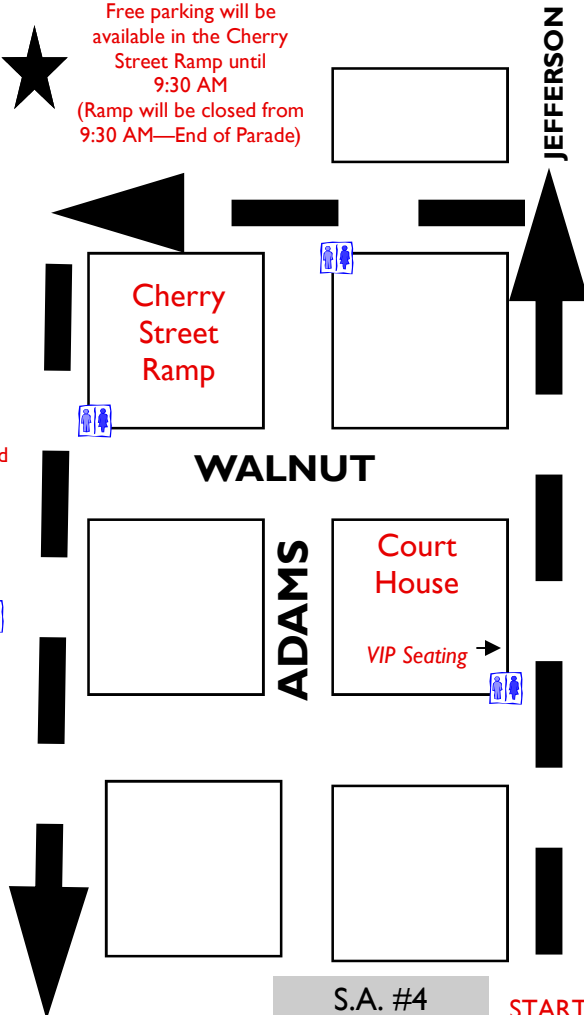 Free parking will be
available in the Cherry
Street Ramp until
9:30 AM
(Ramp will be closed from
9:30 AM—End of Parade)
JEFFERSON
Cherry
Street
Ramp
WALNUT
ADAMS
Court
House
VIP Seating
S.A. #4
START